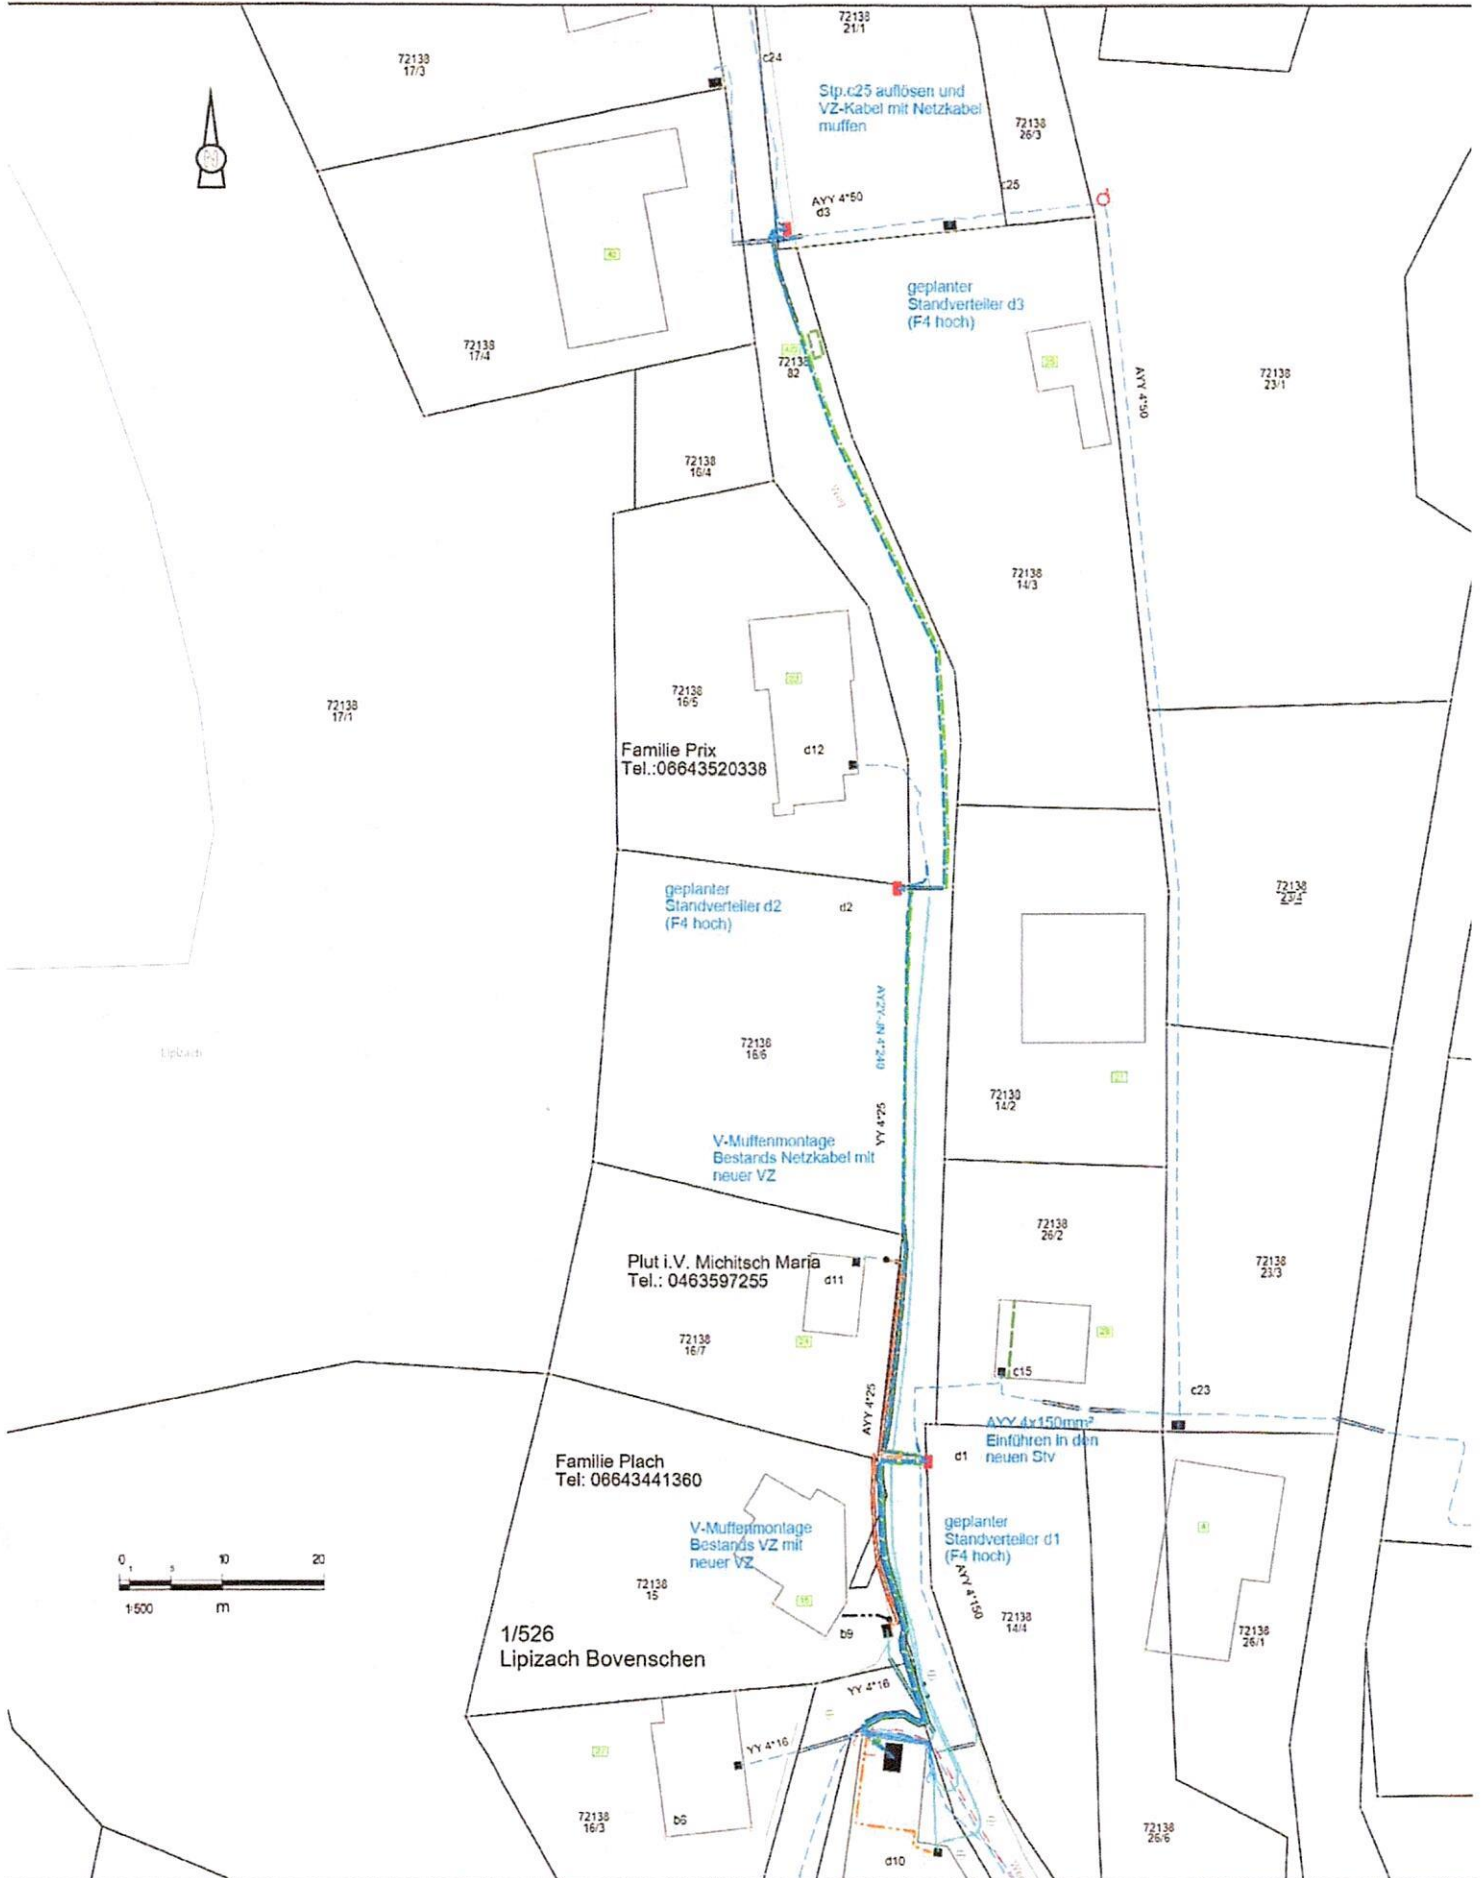 72138
21/1
72138
17/3
c24
Stp.c25 auflösen und
VZ-Kabel mit Netzkabel
muffen
72138
26/3
c25
AYY 4*50
d3
geplanter
Standverteiler d3
(F4 hoch)
72138
17/4
72138
82
AYY 4*50
72138
23/1
72138
16/4
72138
14/3
72138
16/5
72138
17/1
Familie Prix
Tel.:06643520338
d12
geplanter
Standverteiler d2
(F4 hoch)
d2
72138
23/4
AY2Y-JN 4*240
72138
16/6
Lipizach
72138
14/2
YY 4*25
V-Muffenmontage
Bestands Netzkabel mit
neuer VZ
72138
26/2
Plut i.V. Michitsch Maria
Tel.: 0463597255
d11
72138
23/3
72138
16/7
c15
c23
AYY 4*25
AYY 4x150mm²
Einführen in den
neuen Stv
d1
Familie Plach
Tel: 06643441360
V-Muffenmontage
Bestands VZ mit
neuer VZ
geplanter
Standverteiler d1
(F4 hoch)
0 1 5 10 20
1:500 m
72138
15
AYY 4*150
72138
14/4
72138
26/1
b9
1/526
Lipizach Bovenschen
YY 4*16
YY 4*16
72138
16/3
b6
d10
72138
26/6